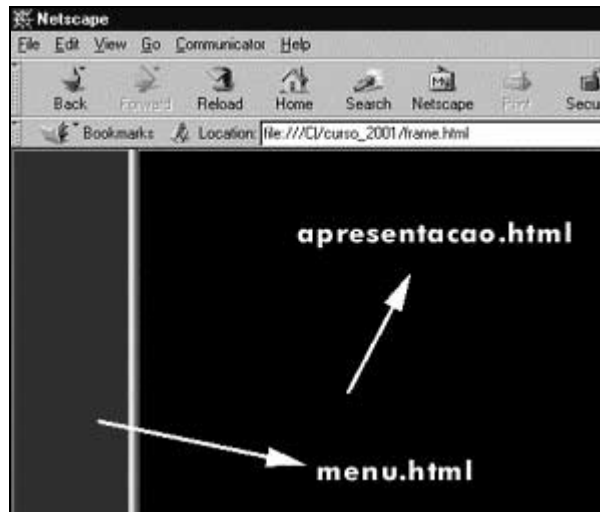 Netscape
File Edit View Go Communicator Help
Back Forward Reload Home Search Netscape Print
Bookmarks Location: file:///C|/curso_2001/frame.html
apresentacao.html
menu.html